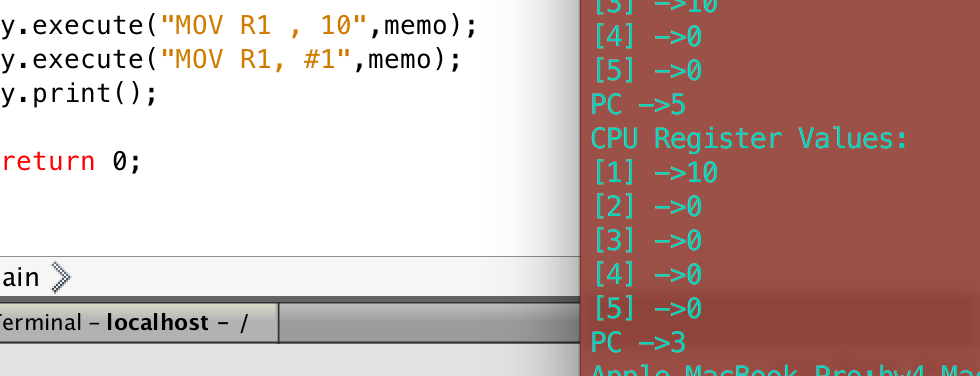 y.execute("MOV R1 , 10",memo);
y.execute("MOV R1, #1",memo);
y.print();
return 0;
ain
Terminal – localhost – /
[3] ->10
[4] ->0
[5] ->0
PC ->5
CPU Register Values:
[1] ->10
[2] ->0
[3] ->0
[4] ->0
[5] ->0
PC ->3
Apple-MacBook-Pro:hw4 Mac